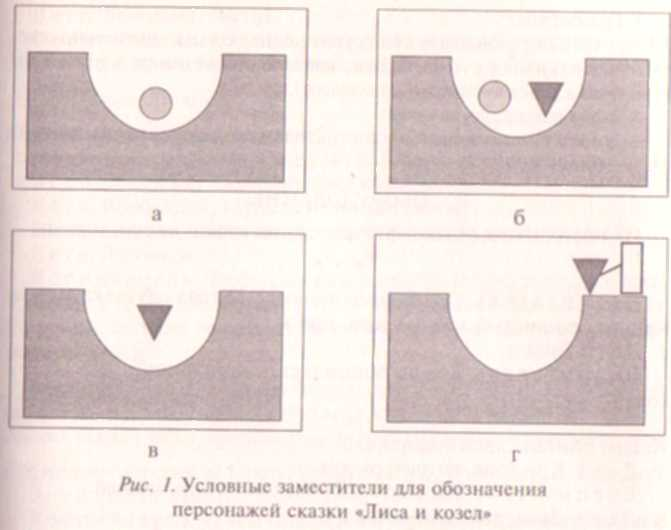 а
б
в
г
Рис. 1. Условные заместители для обозначения
персонажей сказки «Лиса и козел»